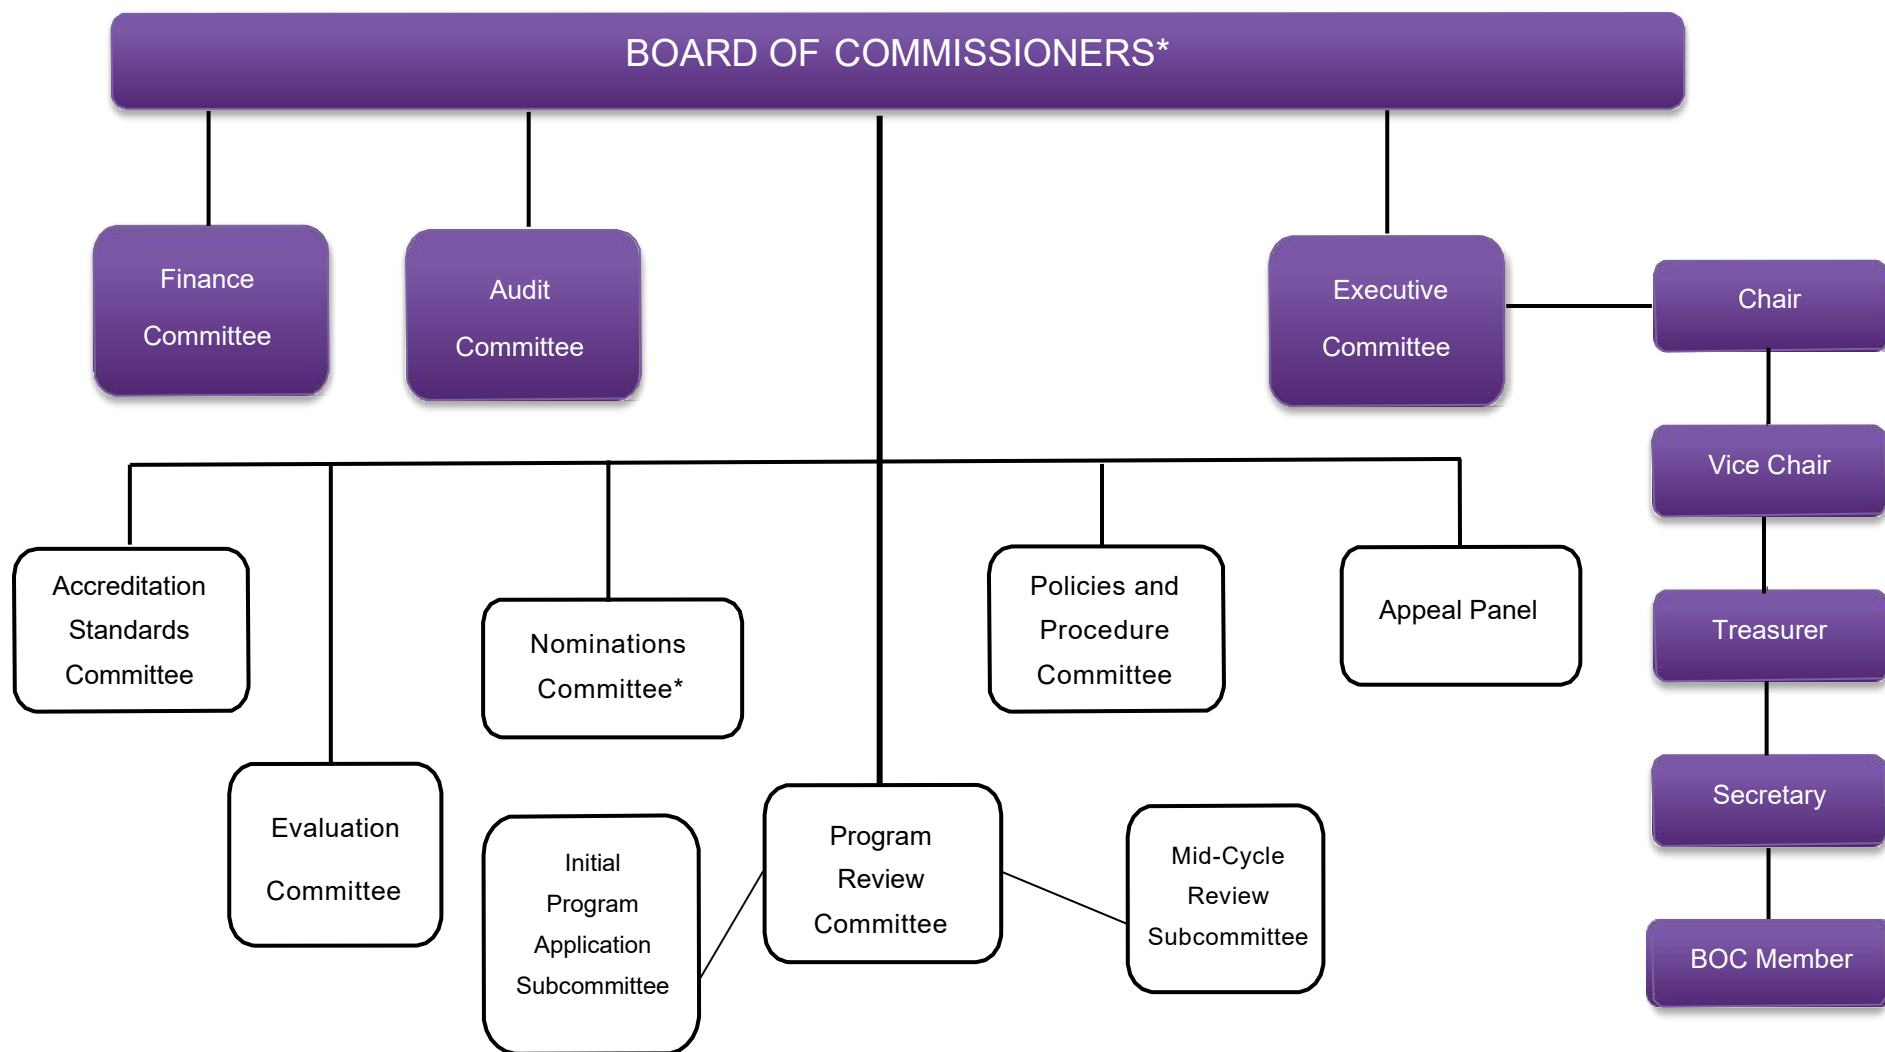 BOARD OF COMMISSIONERS*
Finance
Committee
Audit
Committee
Executive
Committee
Chair
Vice Chair
Treasurer
Secretary
BOC Member
Accreditation
Standards
Committee
Nominations
Committee*
Policies and
Procedure
Committee
Appeal Panel
Evaluation
Committee
Initial
Program
Application
Subcommittee
Program
Review
Committee
Mid-Cycle
Review
Subcommittee